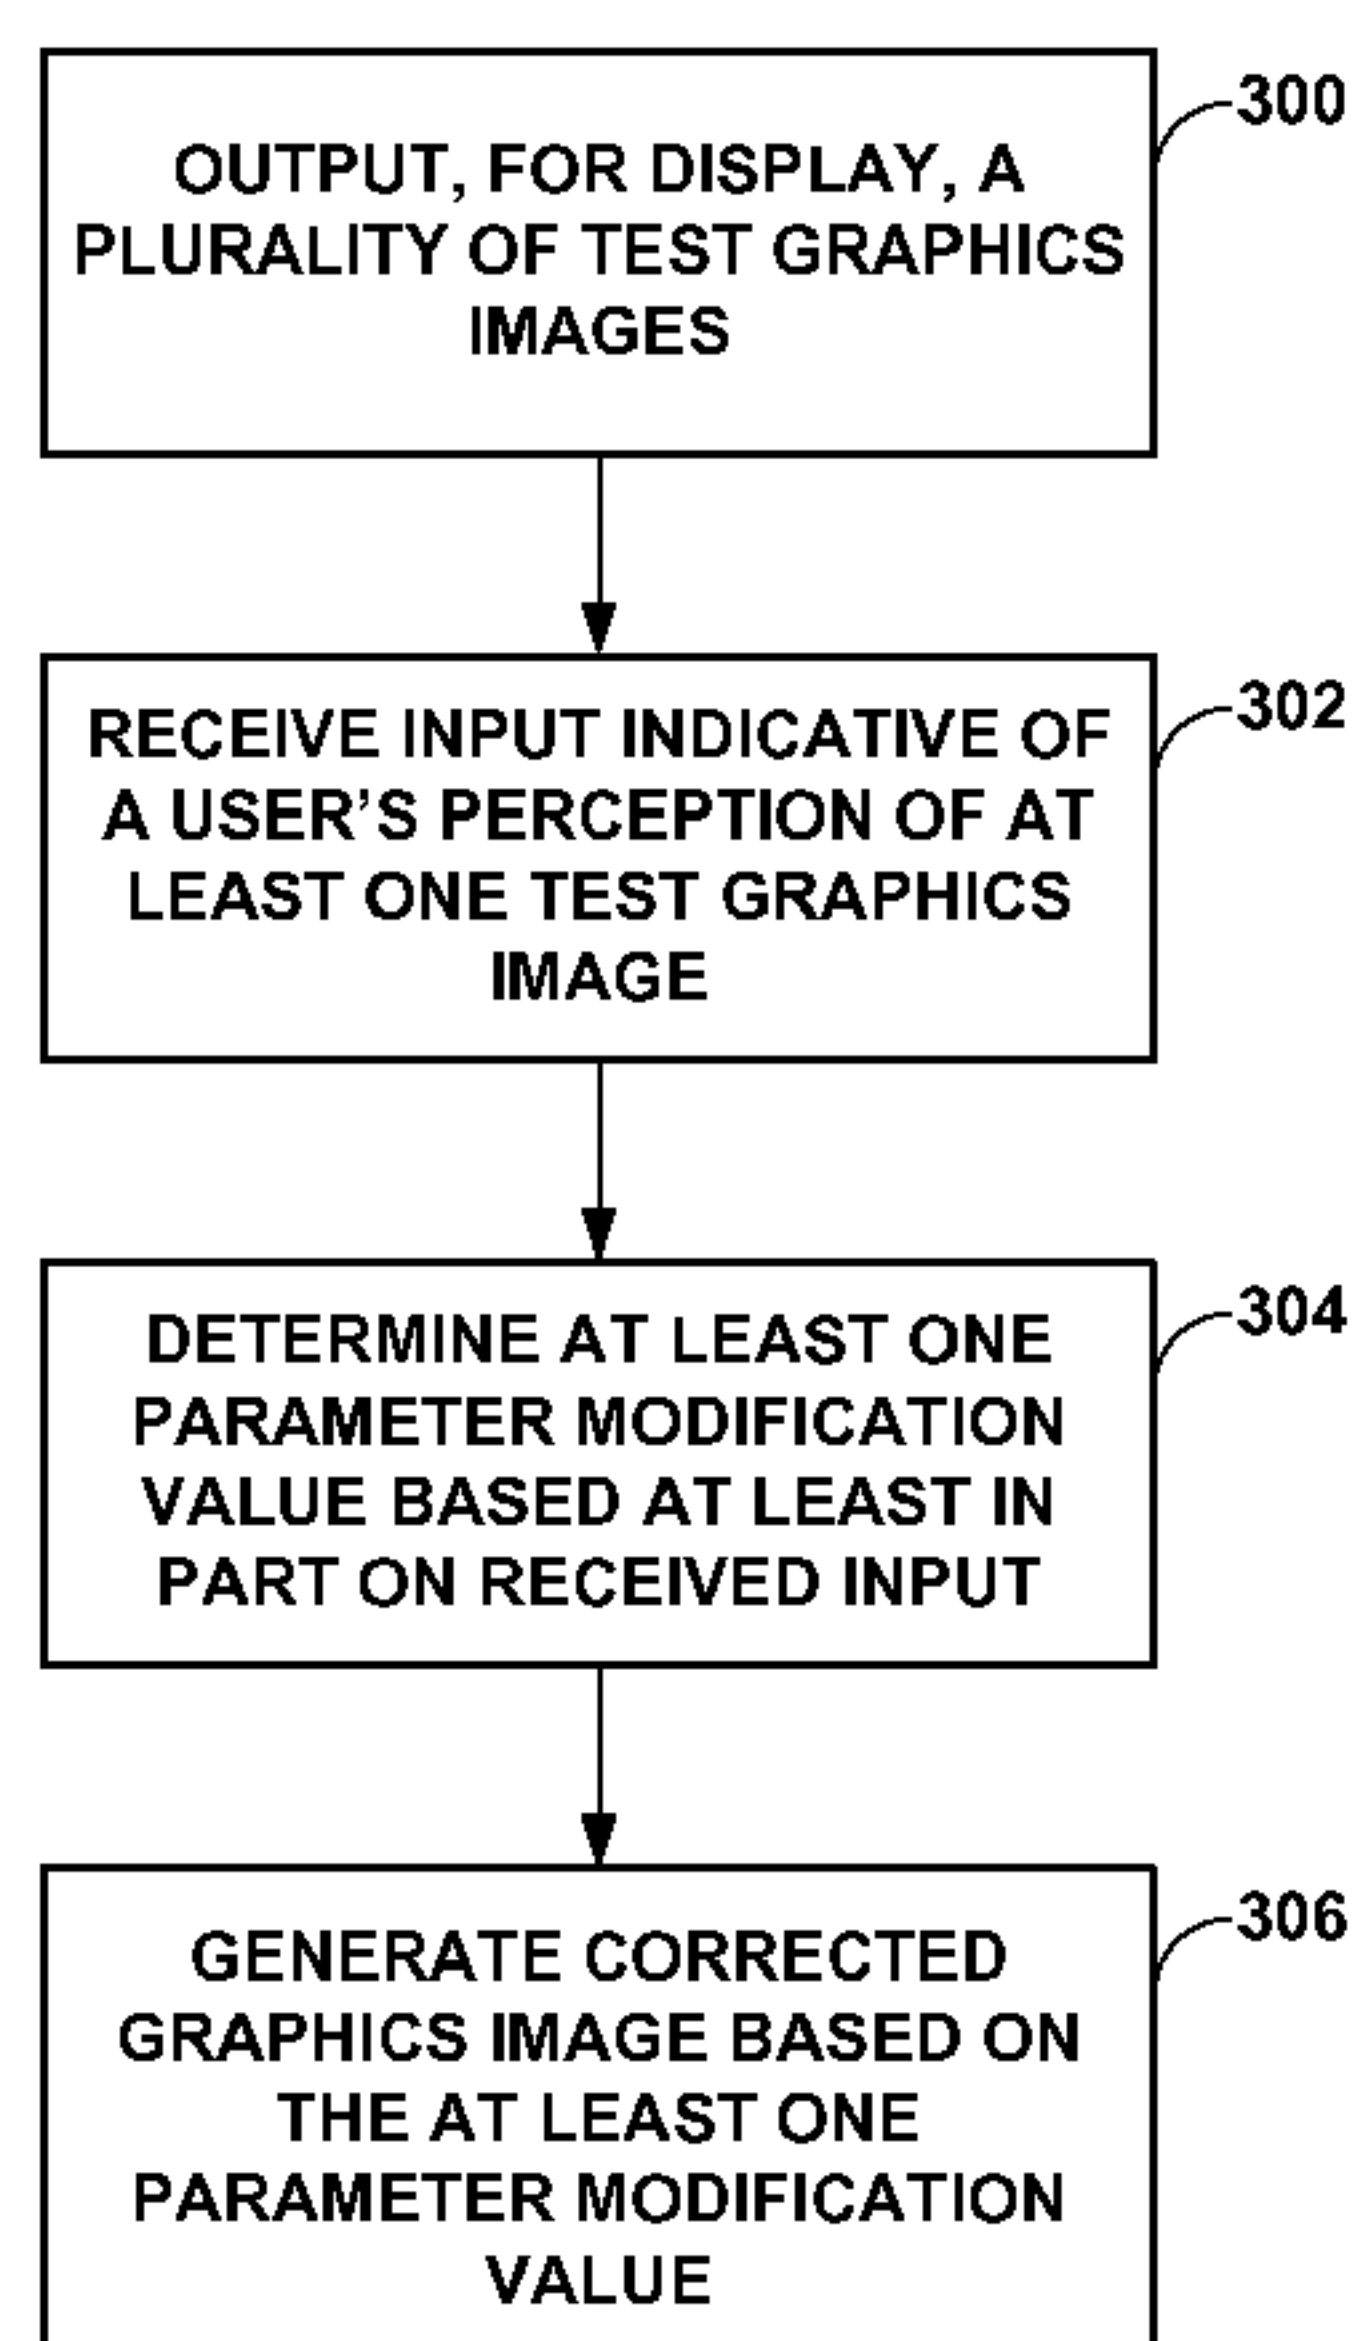 300
OUTPUT, FOR DISPLAY, A
PLURALITY OF TEST GRAPHICS
IMAGES
302
RECEIVE INPUT INDICATIVE OF
A USER’S PERCEPTION OF AT
LEAST ONE TEST GRAPHICS
IMAGE
304
DETERMINE AT LEAST ONE
PARAMETER MODIFICATION
VALUE BASED AT LEAST IN
PART ON RECEIVED INPUT
306
GENERATE CORRECTED
GRAPHICS IMAGE BASED ON
THE AT LEAST ONE
PARAMETER MODIFICATION
VALUE